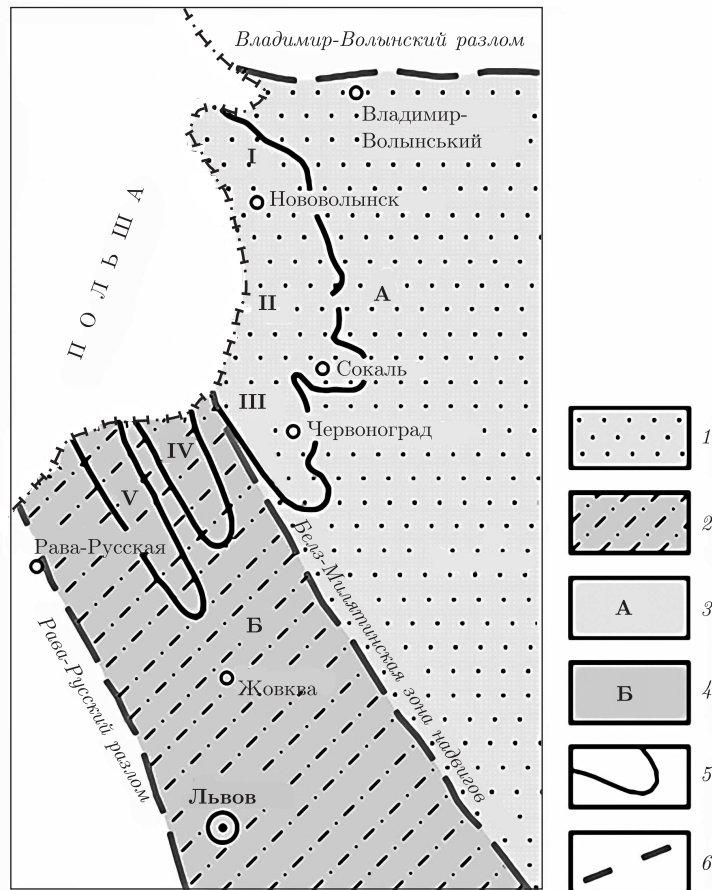 Владимир-Волынский разлом
Владимир-
Волынський
I
Нововолынск
ПОЛЬША
II
А
Сокаль
III
Червоноград
IV
V
Рава-Русская
Белз-Милятинская зона надвигов
Б
Рава-Русский разлом
Жовква
Львов
1
2
А
3
Б
4
5
6